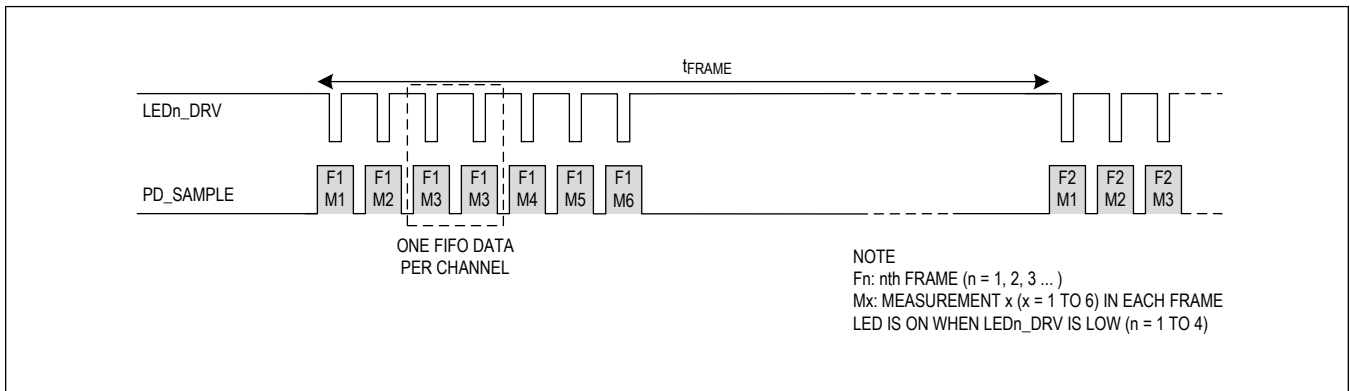 tFRAME
LEDn_DRV
PD_SAMPLE
F1 F1 F1 F1 F1 F1 F1 F2 F2 F2
M1 M2 M3 M3 M4 M5 M6 M1 M2 M3
ONE FIFO DATA
PER CHANNEL
NOTE
Fn: nth FRAME (n = 1, 2, 3 ... )
Mx: MEASUREMENT x (x = 1 TO 6) IN EACH FRAME
LED IS ON WHEN LEDn_DRV IS LOW (n = 1 TO 4)